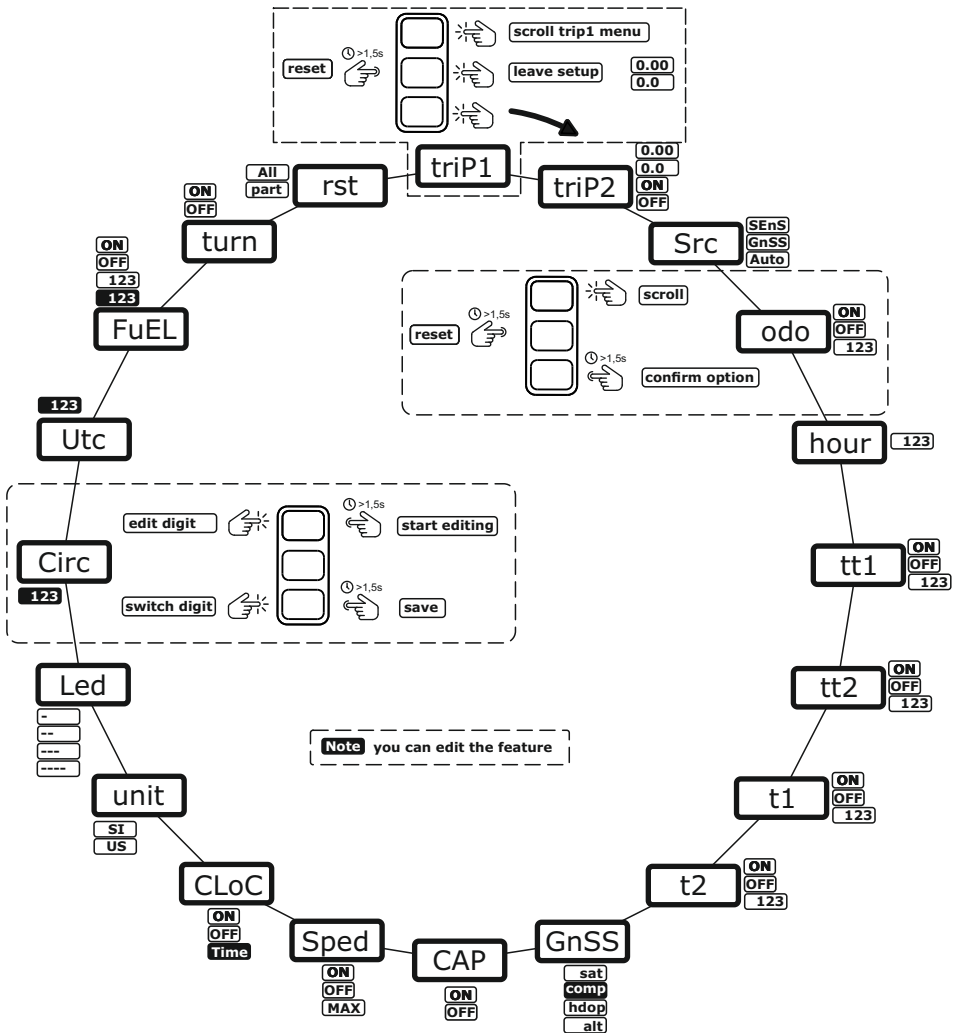 scroll trip1 menu
>1,5s
reset
leave setup
0.00
0.0
triP1
0.00
0.0
ON
OFF
triP2
SEnS
GnSS
Auto
Src
scroll
>1,5s
reset
>1,5s
confirm option
ON
OFF
123
odo
hour
123
tt1
ON
OFF
123
tt2
ON
OFF
123
t1
ON
OFF
123
t2
ON
OFF
123
GnSS
sat
comp
hdop
alt
CAP
ON
OFF
Sped
ON
OFF
MAX
CLoC
ON
OFF
Time
unit
SI
US
Led
-
--
---
----
Circ
123
edit digit
>1,5s
start editing
switch digit
>1,5s
save
Utc
123
FuEL
ON
OFF
123
123
turn
ON
OFF
rst
All
part
Note you can edit the feature